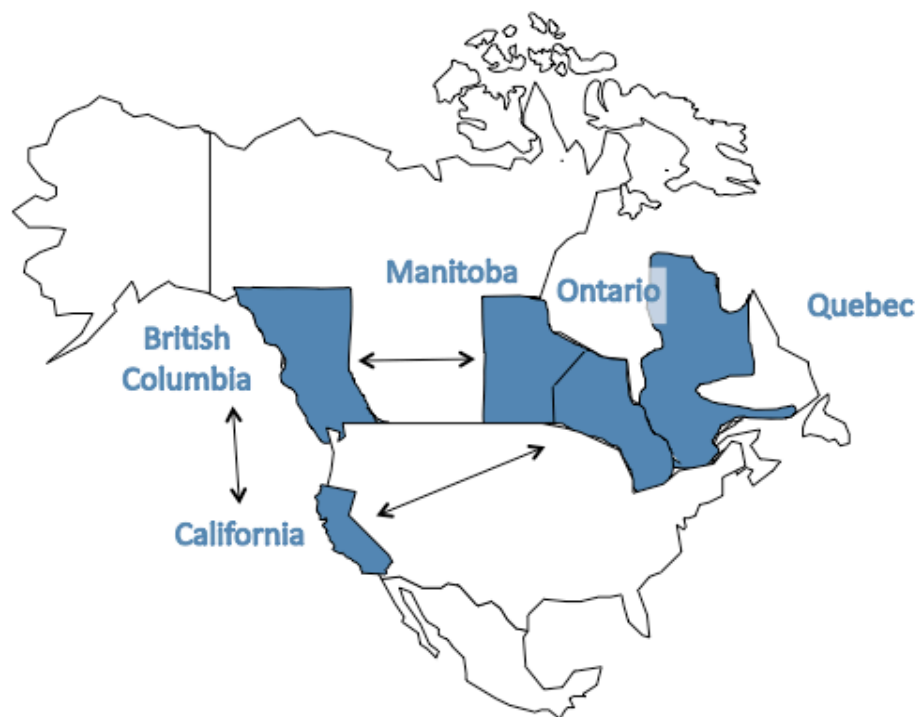 Manitoba
Ontario
Quebec
British
Columbia
California